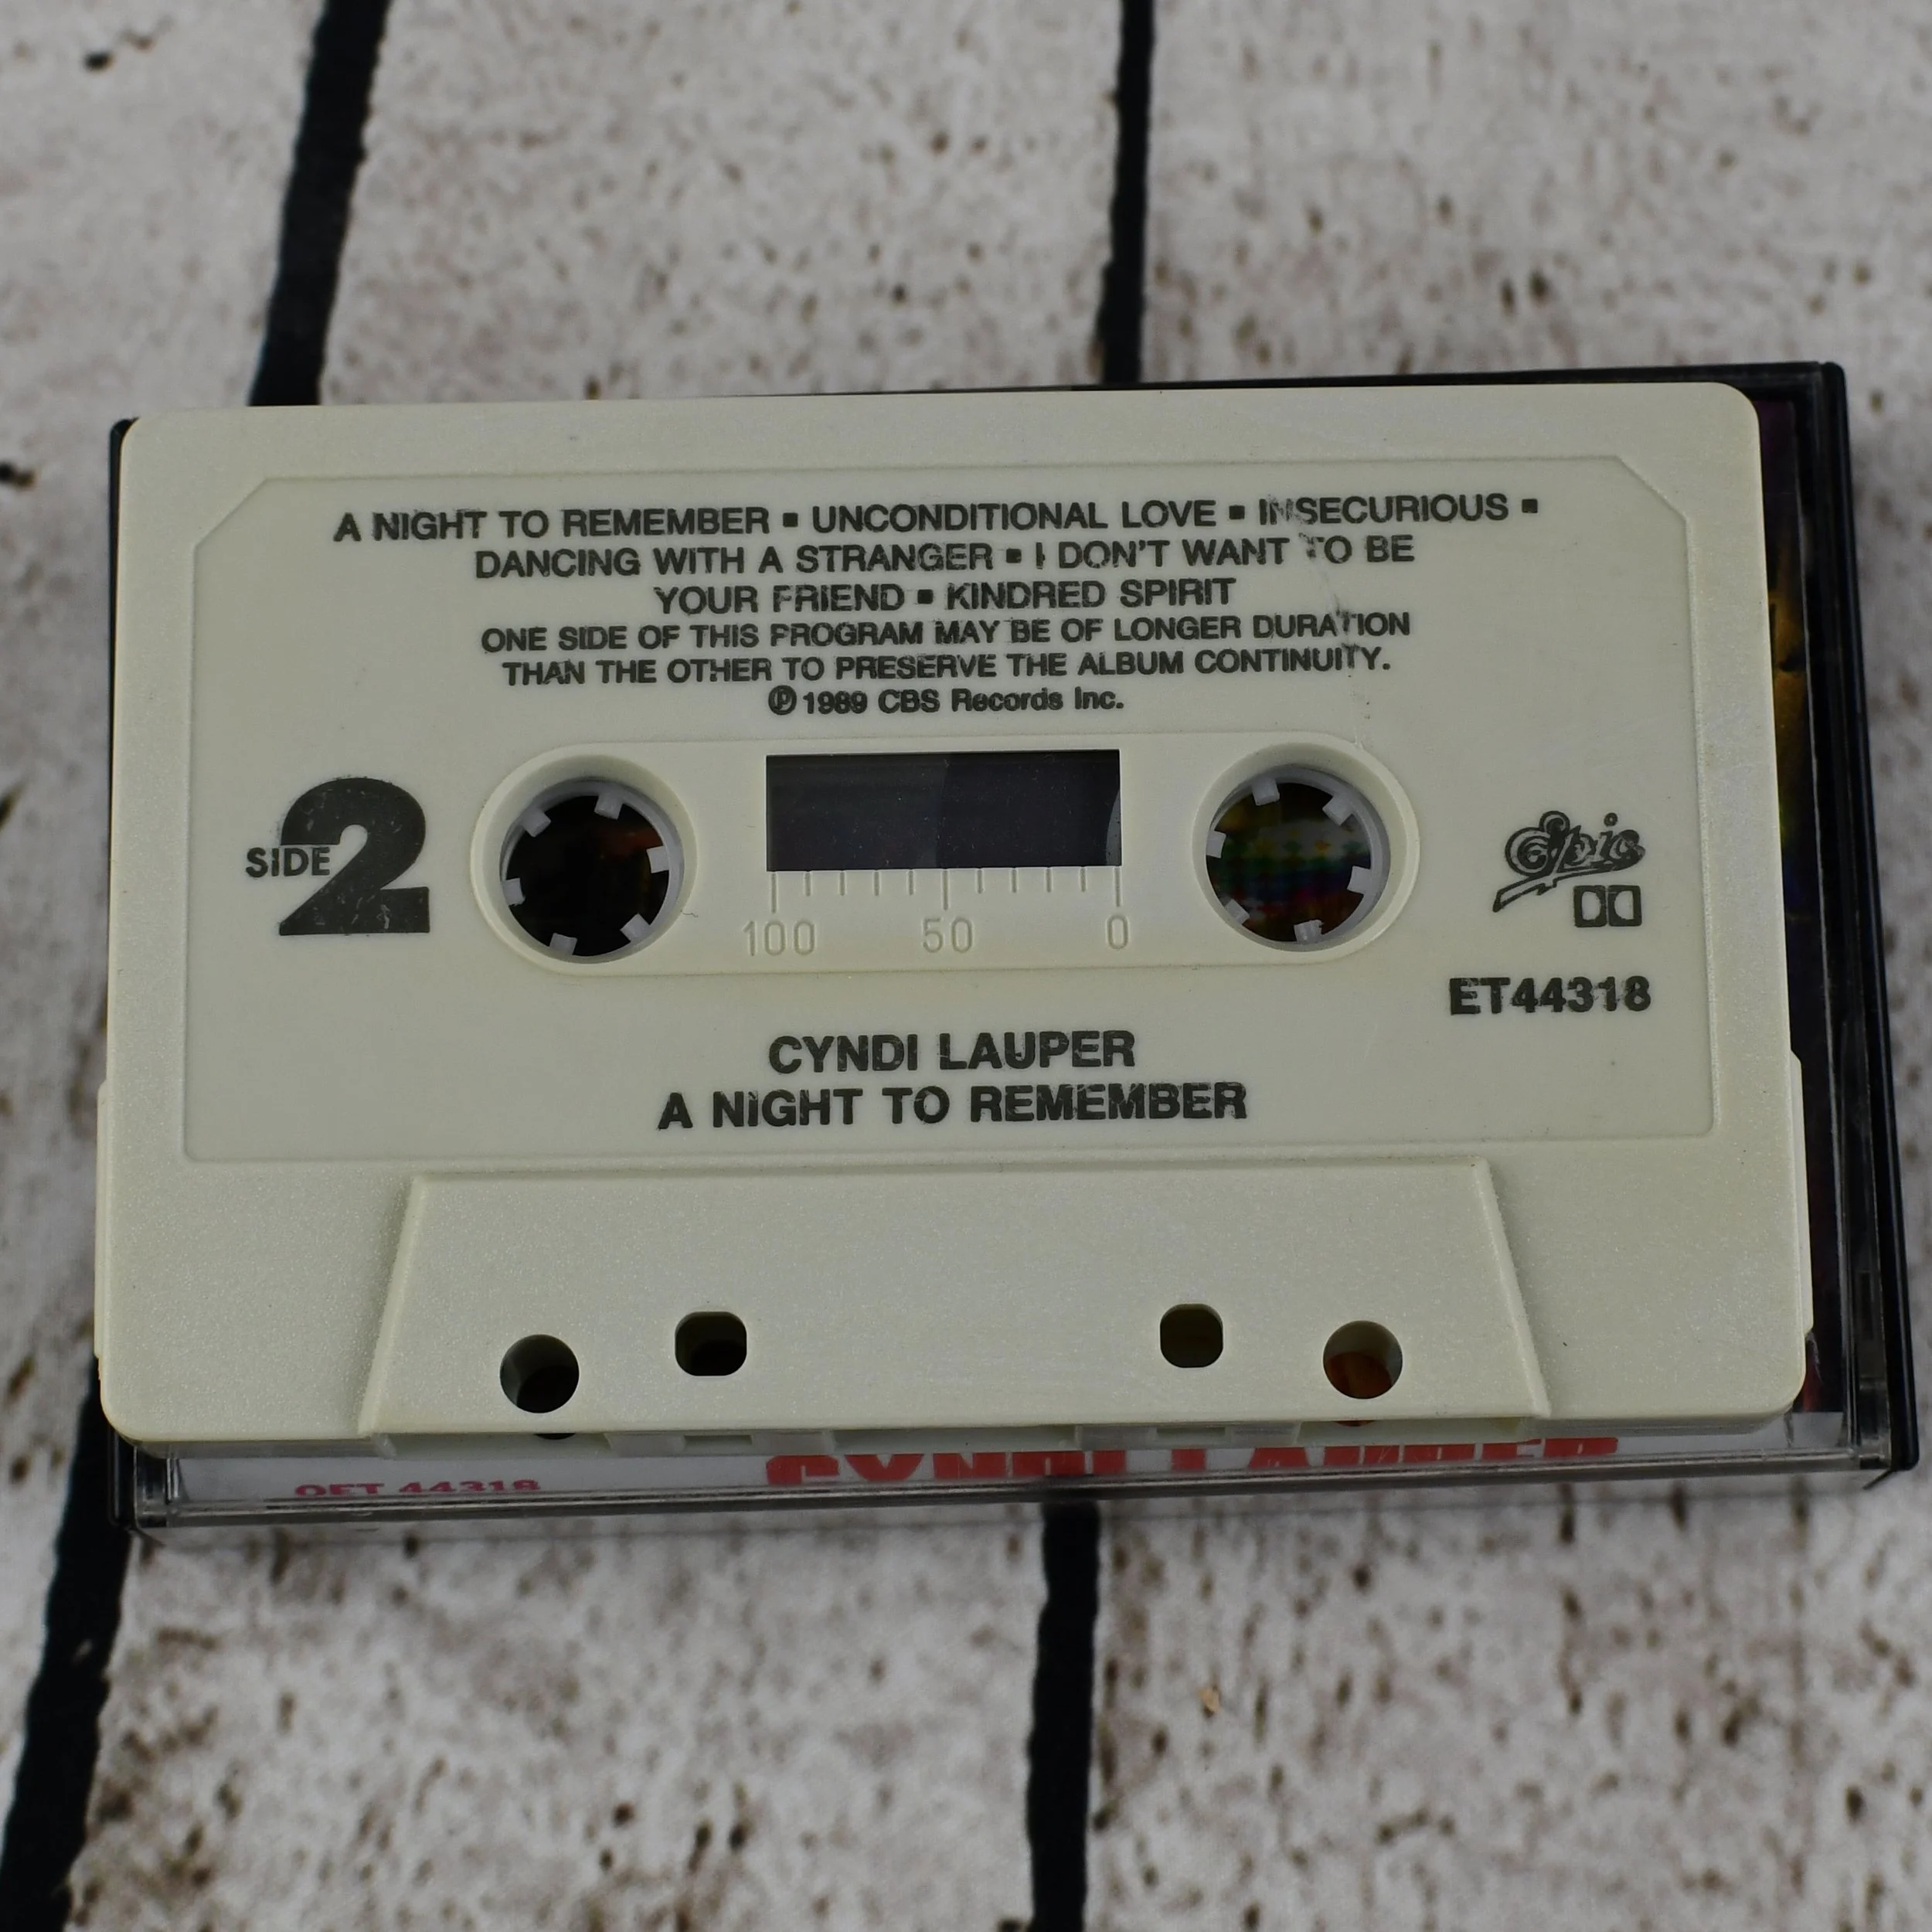 A NIGHT TO REMEMBER ▪ UNCONDITIONAL LOVE ▪ INSECURIOUS ▪
DANCING WITH A STRANGER ▪ I DON'T WANT TO BE
YOUR FRIEND ▪ KINDRED SPIRIT
ONE SIDE OF THIS PROGRAM MAY BE OF LONGER DURATION
THAN THE OTHER TO PRESERVE THE ALBUM CONTINUITY.
℗ 1989 CBS Records Inc.
SIDE 2
100 50 0
Epic
ET44318
CYNDI LAUPER
A NIGHT TO REMEMBER
OET 44318 CYNDI LAUPER